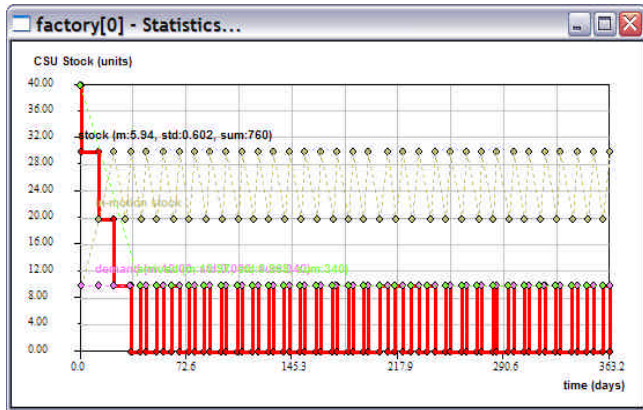 factory[0] - Statistics...
CSU Stock (units)
40.00
36.00
32.00
stock (m:5.94, std:0.602, sum:760)
28.00
24.00
stock
20.00
16.00
12.00
8.00
4.00
0.00
0.0 72.6 145.3 217.9 290.6 363.2
time (days)